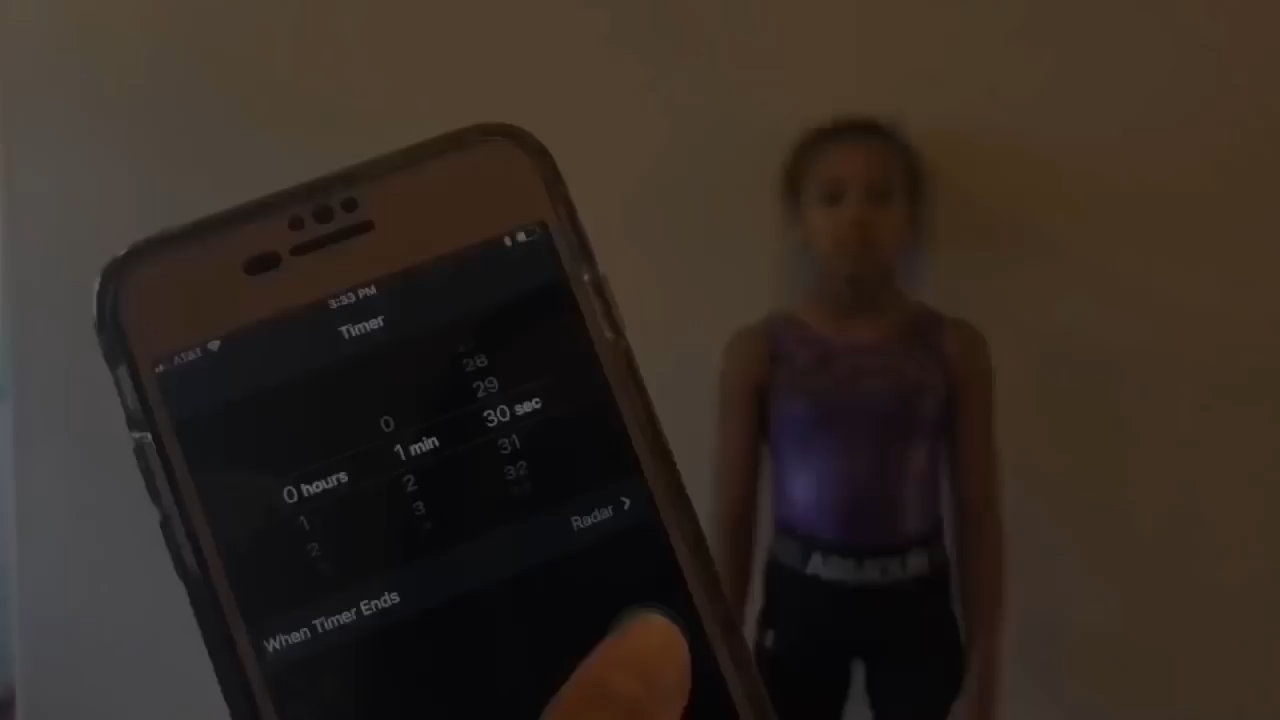 AT&T
3:33 PM
Timer
28
29
0 30 sec
1 min 31
0 hours 2 32
1 3
2
Radar
When Timer Ends
ARMOUR